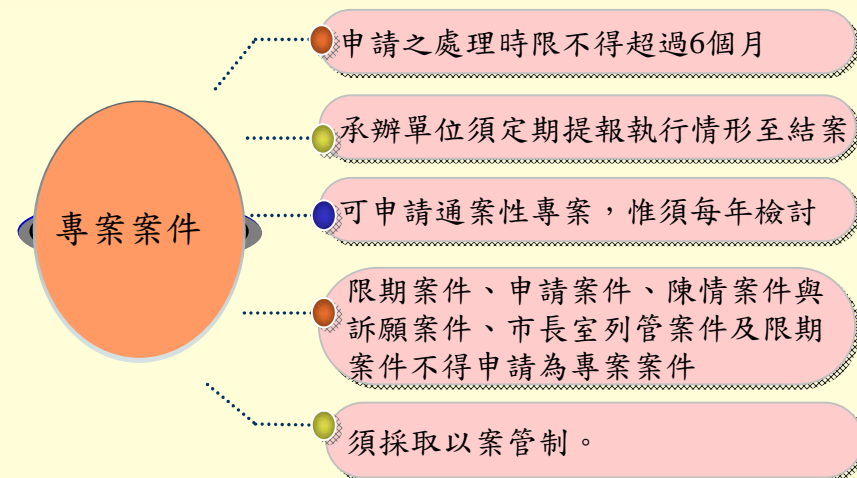 專案案件
申請之處理時限不得超過6個月
承辦單位須定期提報執行情形至結案
可申請通案性專案，惟須每年檢討
限期案件、申請案件、陳情案件與
訴願案件、市長室列管案件及限期
案件不得申請為專案案件
須採取以案管制。